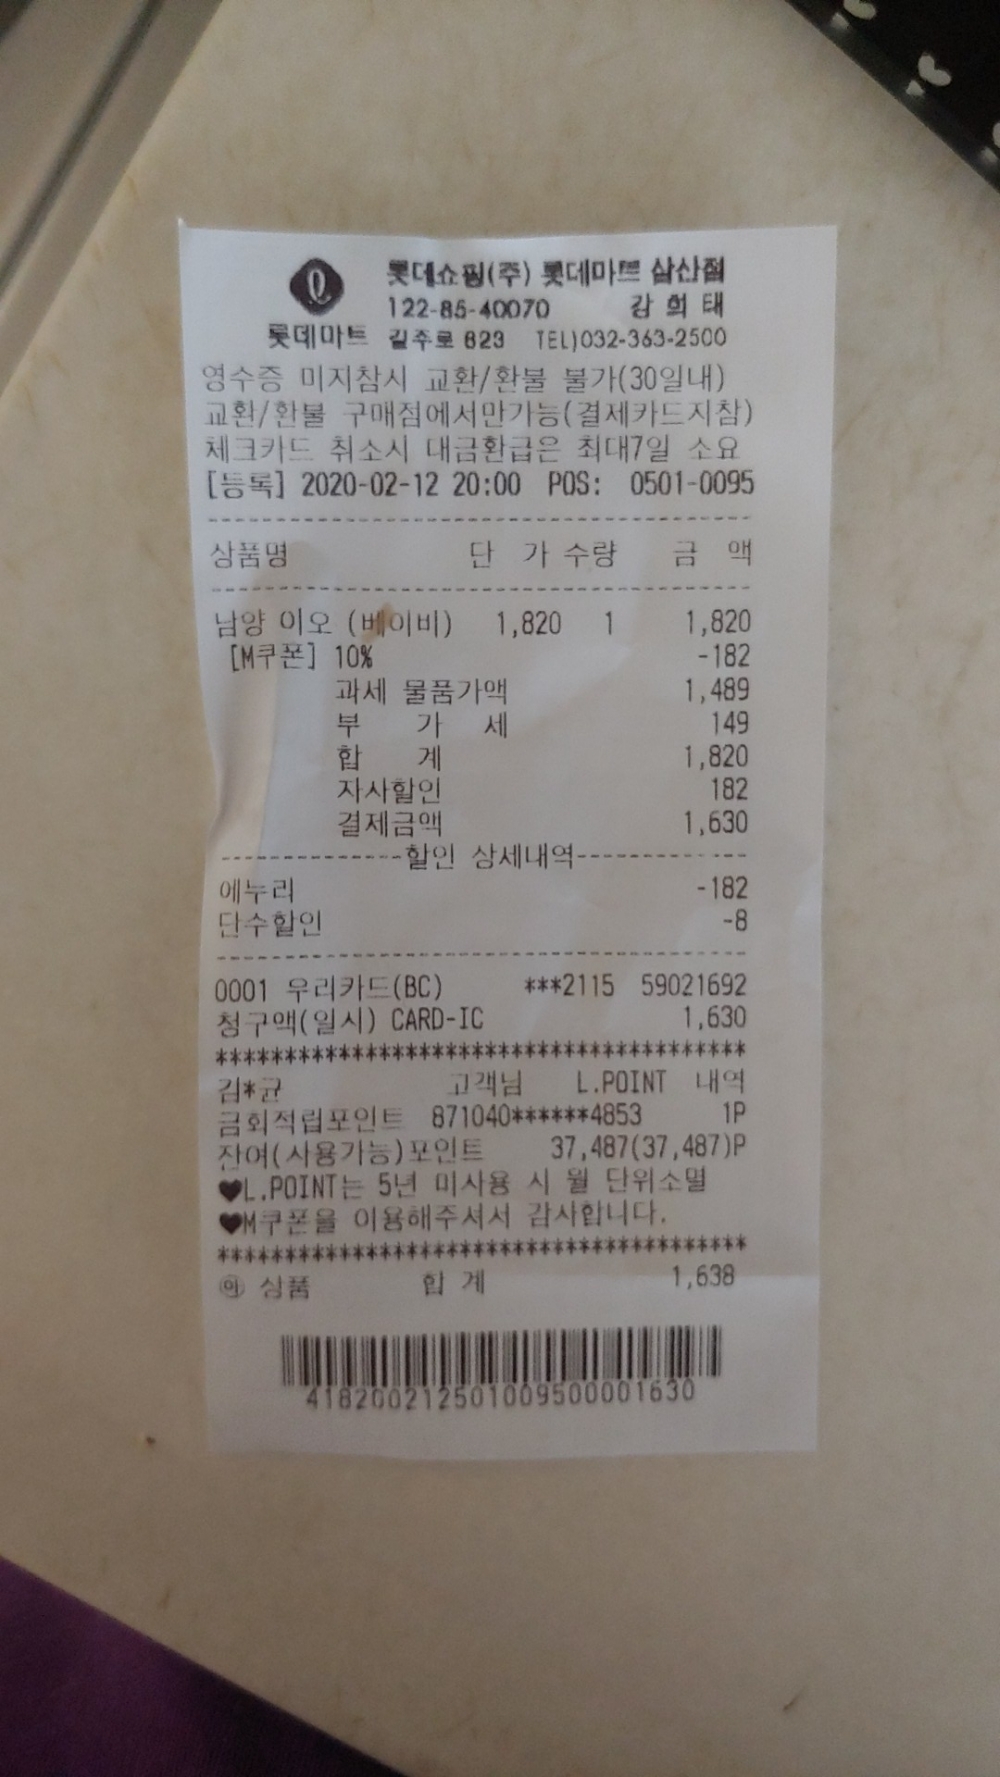 롯데쇼핑(주) 롯데마트 삼산점
122-85-40070 강 희 태
롯데마트 길주로 623 TEL)032-363-2500
영수증 미지참시 교환/환불 불가(30일내)
교환/환불 구매점에서만가능(결제카드지참)
체크카드 취소시 대금환급은 최대7일 소요
[등록] 2020-02-12 20:00 POS: 0501-0095
상품명 단 가 수량 금 액
남양 이오 (베이비) 1,820 1 1,820
[M쿠폰] 10% -182
과세 물품가액 1,489
부 가 세 149
합 계 1,820
자사할인 182
결제금액 1,630
할인 상세내역
에누리 -182
단수할인 -8
0001 우리카드(BC) ***2115 59021692
청구액(일시) CARD-IC 1,630
***************************************
김*균 고객님 L.POINT 내역
금회적립포인트 871040******4853 1P
잔여(사용가능)포인트 37,487(37,487)P
♥L.POINT는 5년 미사용 시 월 단위소멸
♥M쿠폰을 이용해주셔서 감사합니다.
***************************************
상품 합 계 1,638
4182002125010095000001630